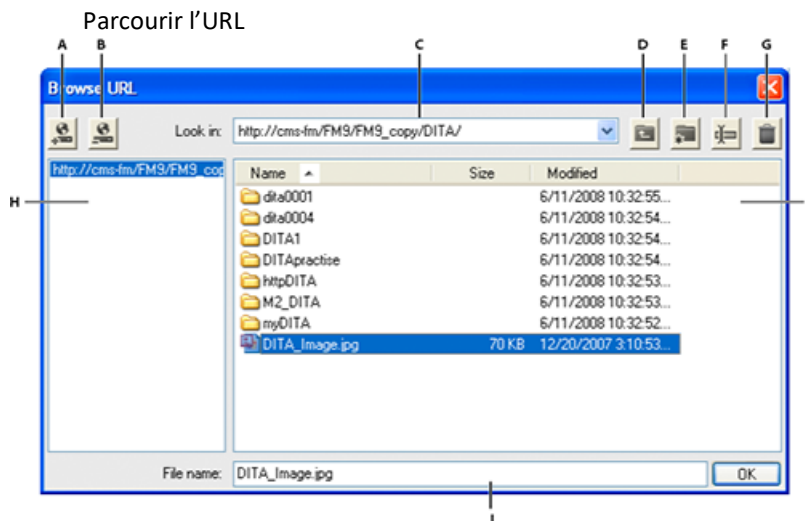 Parcourir l'URL
A B C D E F G
Browse URL
Look in: http://cms-fm/FM9/FM9_copy/DITA/
http://cms-fm/FM9/FM9_cop
Name Size Modified
dita0001 6/11/2008 10:32:55...
dita0004 6/11/2008 10:32:54...
DITA1 6/11/2008 10:32:54...
DITApractise 6/11/2008 10:32:54...
httpDITA 6/11/2008 10:32:53...
M2_DITA 6/11/2008 10:32:53...
myDITA 6/11/2008 10:32:52...
DITA_Image.jpg 70 KB 12/20/2007 3:10:53...
H
File name: DITA_Image.jpg OK